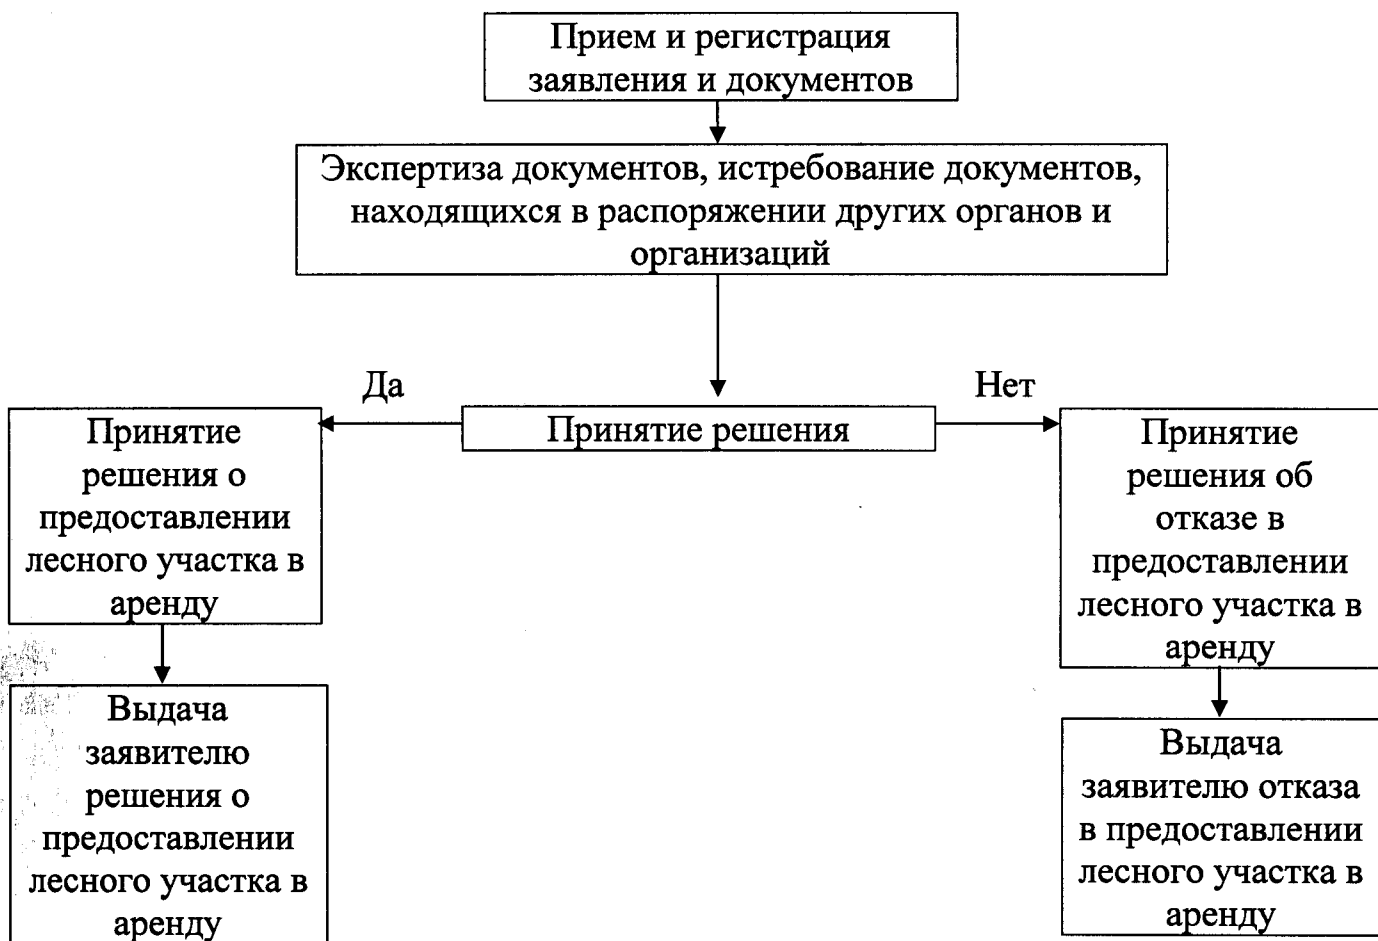 Прием и регистрация
заявления и документов
Экспертиза документов, истребование документов,
находящихся в распоряжении других органов и
организаций
Да
Нет
Принятие решения
Принятие
решения о
предоставлении
лесного участка в
аренду
Принятие
решения об
отказе в
предоставлении
лесного участка в
аренду
Выдача
заявителю
решения о
предоставлении
лесного участка в
аренду
Выдача
заявителю отказа
в предоставлении
лесного участка в
аренду